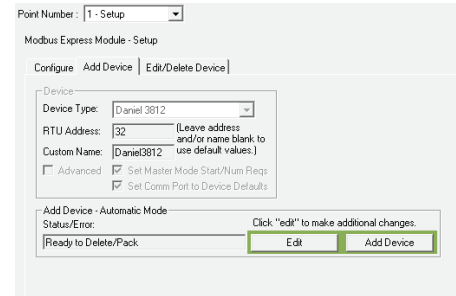 Point Number : 1 - Setup
Modbus Express Module - Setup
Configure Add Device Edit/Delete Device
Device
Device Type: Daniel 3812
RTU Address: 32 (Leave address
and/or name blank to
Custom Name: Daniel3812 use default values.)
Advanced Set Master Mode Start/Num Reqs
Set Comm Port to Device Defaults
Add Device - Automatic Mode
Status/Error: Click "edit" to make additional changes.
Ready to Delete/Pack Edit Add Device